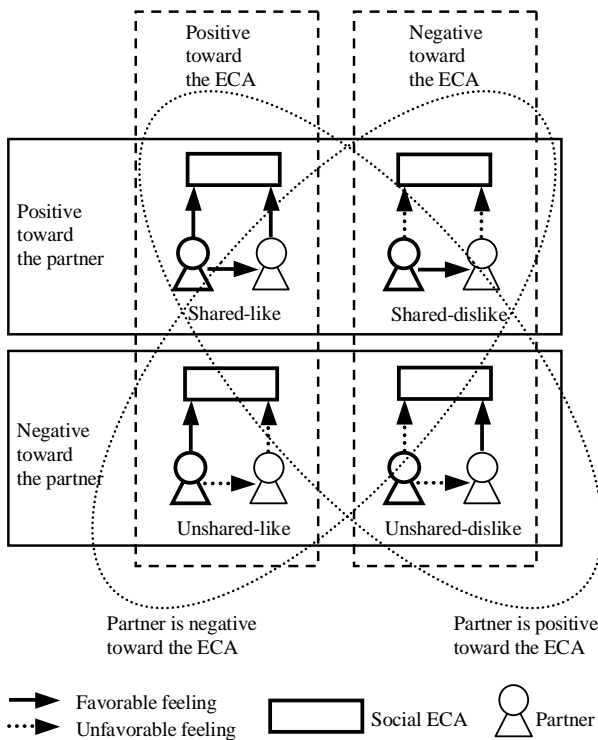 Positive
toward
the ECA
Negative
toward
the ECA
Positive
toward
the partner
Shared-like
Shared-dislike
Negative
toward
the partner
Unshared-like
Unshared-dislike
Partner is negative
toward the ECA
Partner is positive
toward the ECA
Favorable feeling
Unfavorable feeling
Social ECA
Partner